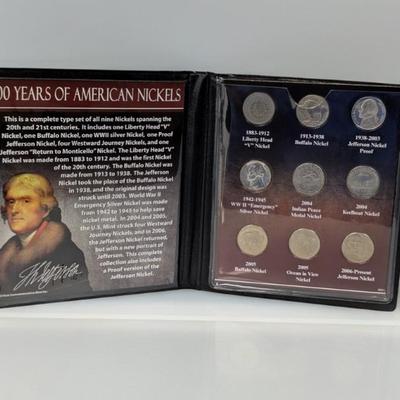 00 YEARS OF AMERICAN NICKELS
This is a complete type set of all nine Nickels spanning the
20th and 21st centuries. It includes one Liberty Head "V"
Nickel, one Buffalo Nickel, one WWII silver Nickel, one Proof
Jefferson Nickel, four Westward Journey Nickels, and one
Jefferson "Return to Monticello" Nickel. The Liberty Head "V"
Nickel was made from 1883 to 1912 and was the first Nickel
of the 20th century. The Buffalo Nickel
was made from 1913 to 1938. The Jefferson
Nickel took the place of the Buffalo Nickel
in 1938, and the original design was
struck until 2003. World War II
Emergency Silver Nickel was made
from 1942 to 1945 to help save
nickel metal. In 2004 and 2005,
the U.S. Mint struck four Westward
Journey Nickels, and in 2006,
the Jefferson Nickel returned,
but with a new portrait of
Jefferson. This complete
collection also includes
a Proof version of the
Jefferson Nickel.
Th Jefferson
1883-1912
Liberty Head
"V" Nickel
1913-1938
Buffalo Nickel
1938-2003
Jefferson Nickel
Proof
1942-1945
WW II "Emergency"
Silver Nickel
2004
Indian Peace
Medal Nickel
2004
Keelboat Nickel
2005
Buffalo Nickel
2005
Ocean in View
Nickel
2006-Present
Jefferson Nickel